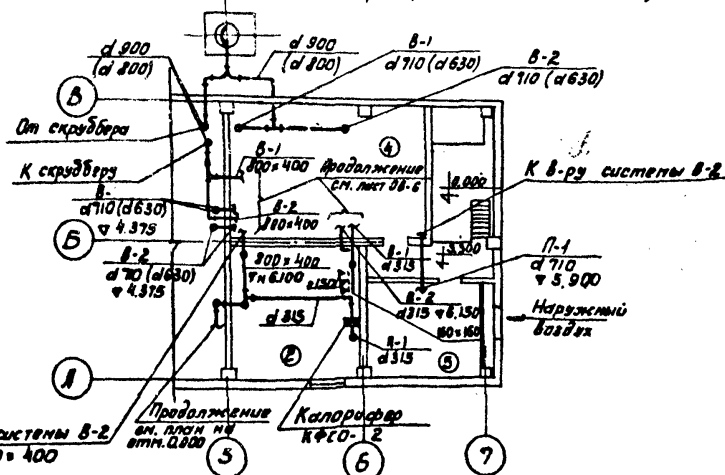 d 900
(d 800)
d 900
(d 800)
В-1
d 710 (d 630)
В-2
d 710 (d 630)
В
От скруббера
К скрубберу
4
В-1
800×400
Продолжение
см. лист ОВ-6
К в-ру системы В-2
В-
d 710 (d 630)
▽ 4.375
В-2
800×400
0.000
Б
3.300
В-2
d 710 (d 630)
▽ 4.375
800×400
▽н 6.100
В-1
d 315
П-1
d 710
▽ 5,900
В-2
d 315 ▽ 6,150
160×160
Наружный
воздух
d 315
П-1
d 315
2
3
А
системы В-2
× 400
Продолжение
см. план на
отм. 0.000
Калорифер
КФСО- 2
5
6
7